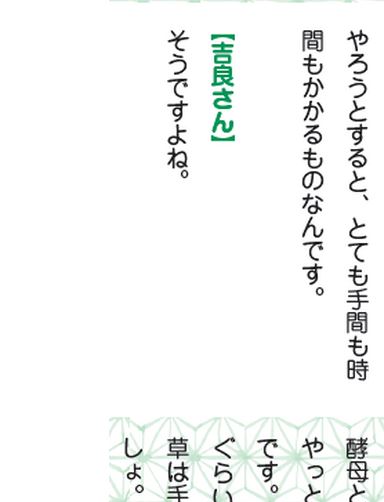 やろうとすると、とても手間も時
間もかかるものなんです。
【吉良さん】
そうですよね。
酵母と
やっと
です。
ぐらい
草は手
しょ。